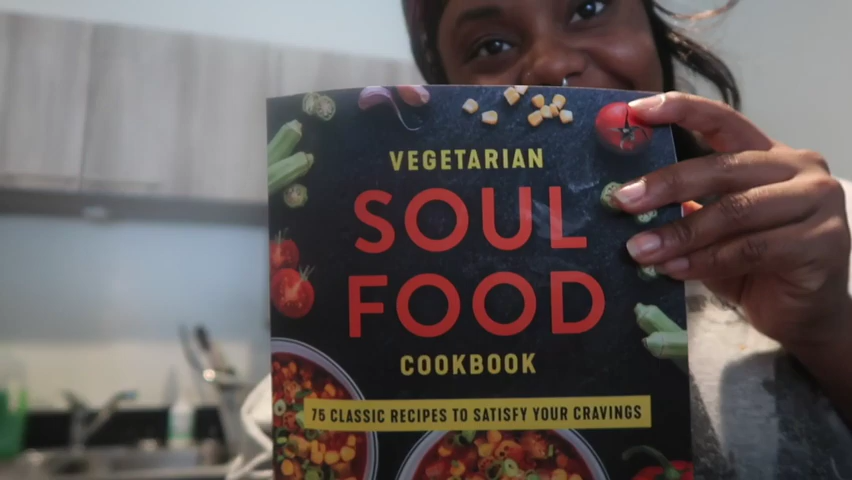 VEGETARIAN
SOUL
FOOD
COOKBOOK
75 CLASSIC RECIPES TO SATISFY YOUR CRAVINGS